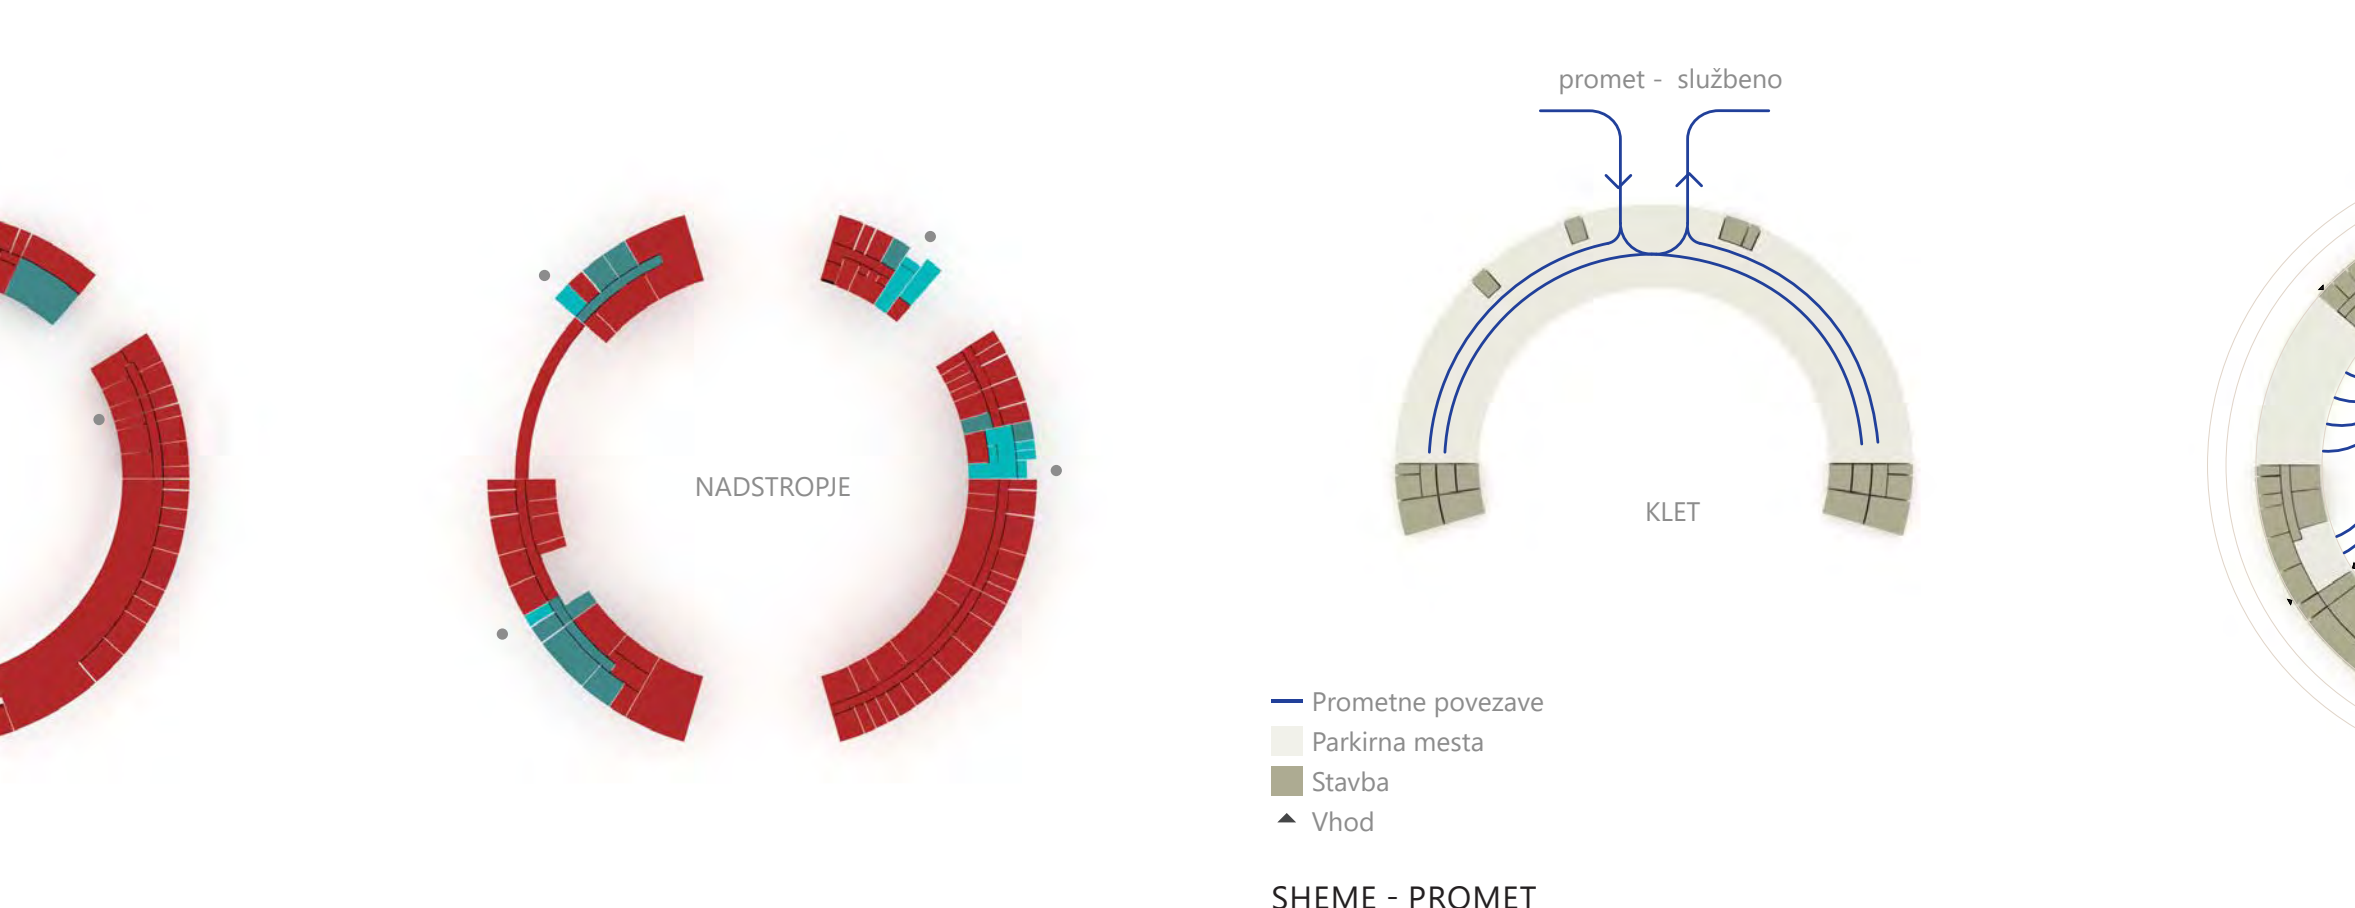 promet -  službeno
NADSTROPJE
KLET
Prometne povezave
Parkirna mesta
Stavba
Vhod
SHEME - PROMET